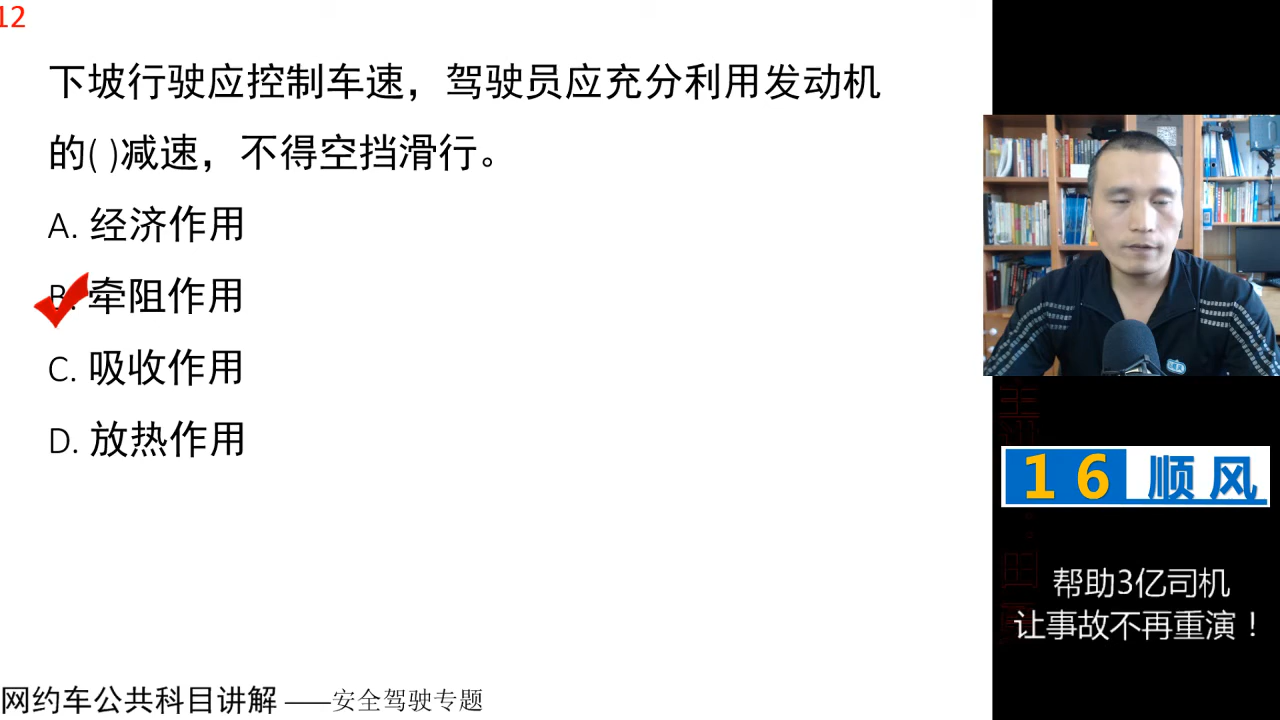 12
下坡行驶应控制车速，驾驶员应充分利用发动机
的( )减速，不得空挡滑行。
A. 经济作用
B. 牵阻作用
C. 吸收作用
D. 放热作用
16 顺风
帮助3亿司机
让事故不再重演！
网约车公共科目讲解 ——安全驾驶专题